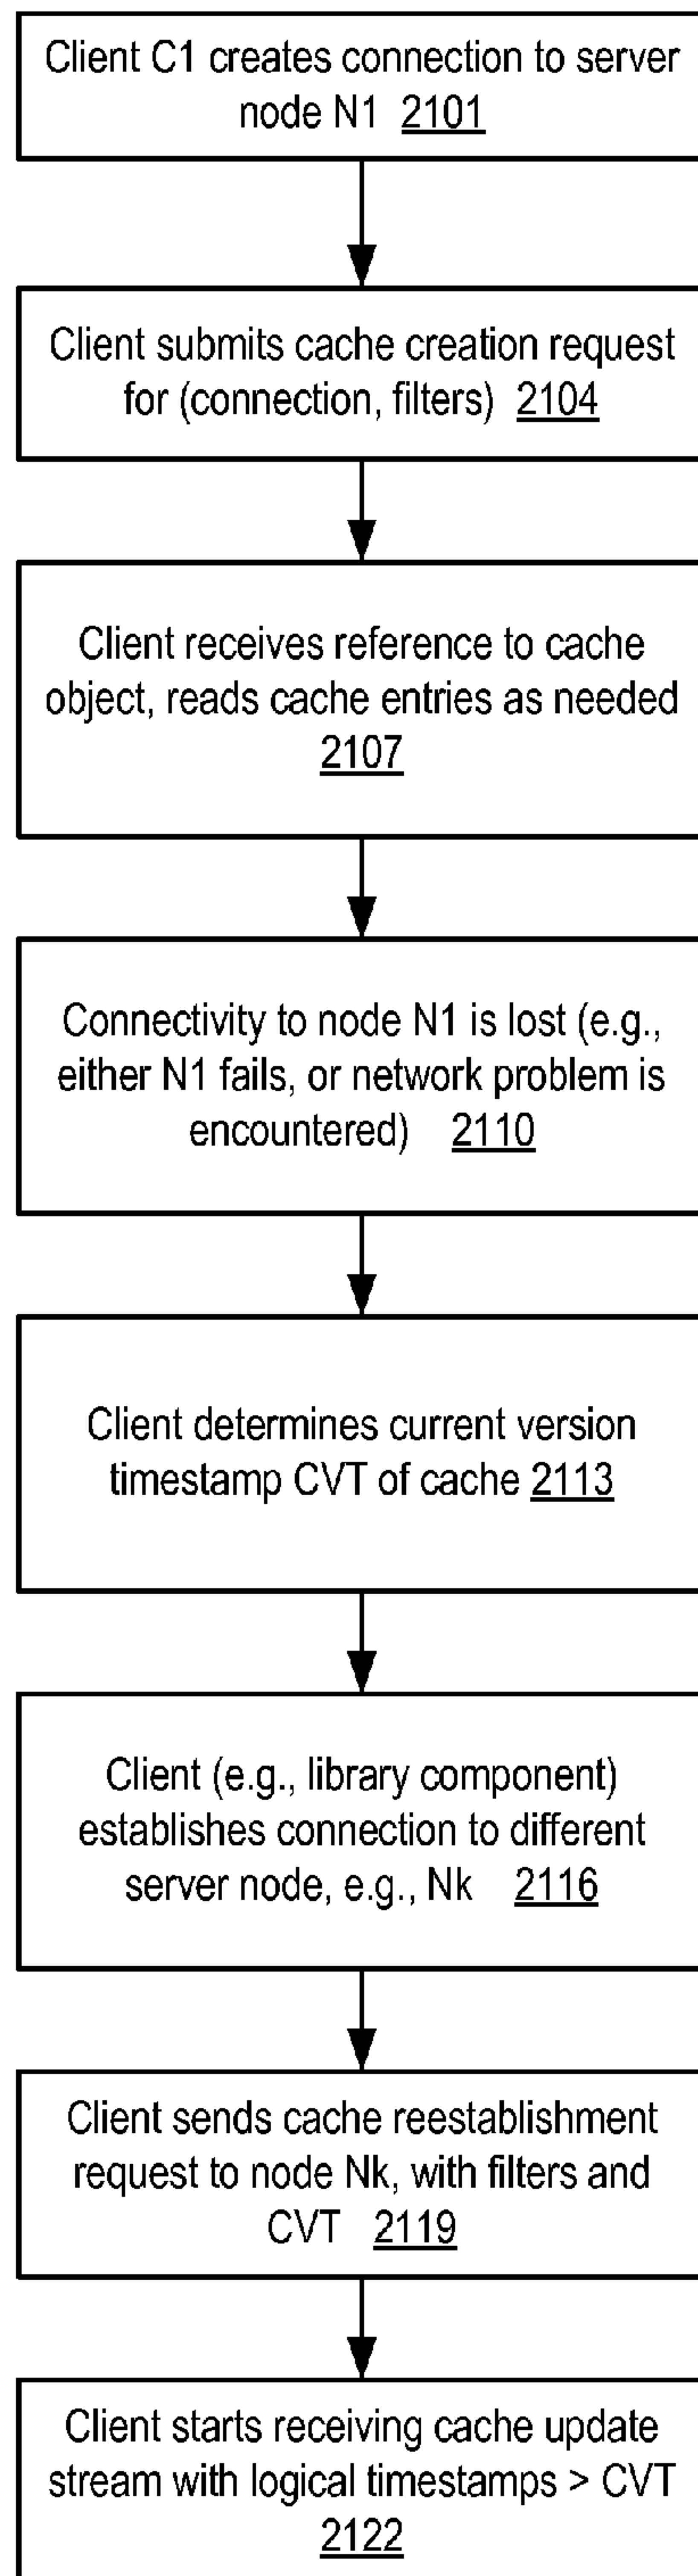 Client C1 creates connection to server
node N1 2101
Client submits cache creation request
for (connection, filters) 2104
Client receives reference to cache
object, reads cache entries as needed
2107
Connectivity to node N1 is lost (e.g.,
either N1 fails, or network problem is
encountered) 2110
Client determines current version
timestamp CVT of cache 2113
Client (e.g., library component)
establishes connection to different
server node, e.g., Nk 2116
Client sends cache reestablishment
request to node Nk, with filters and
CVT 2119
Client starts receiving cache update
stream with logical timestamps > CVT
2122